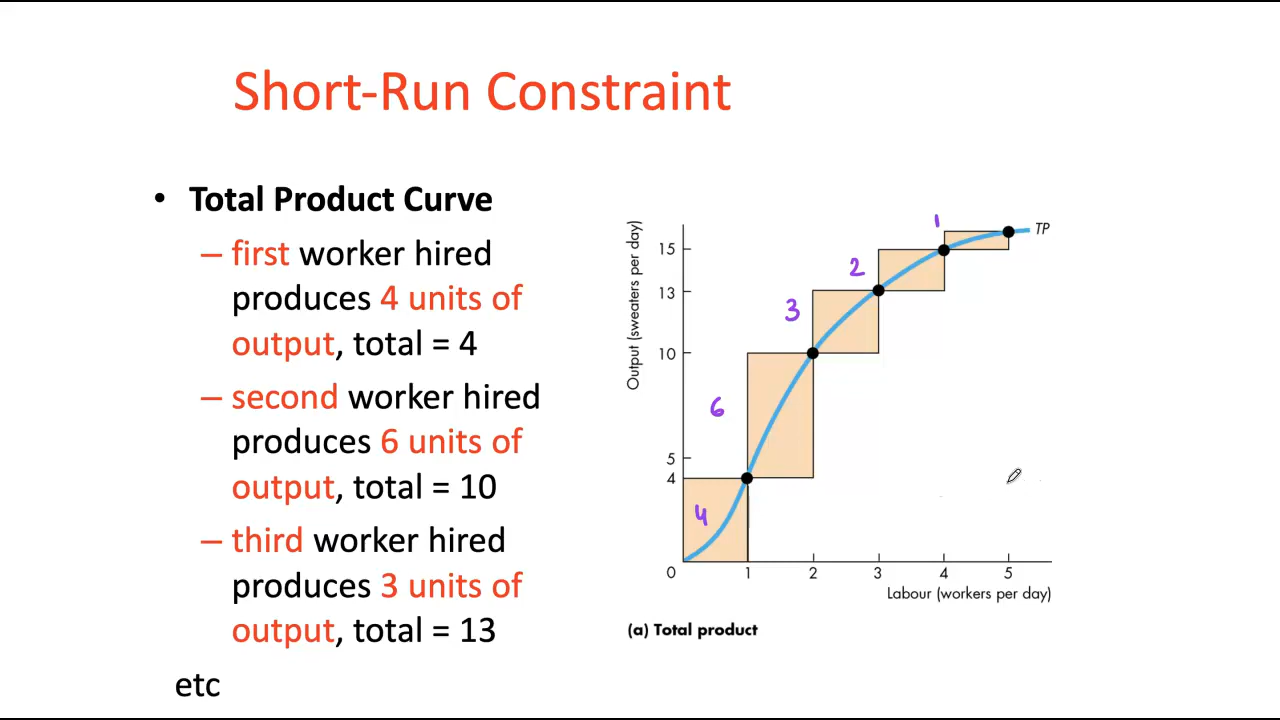 Short-Run Constraint
• Total Product Curve
– first worker hired
produces 4 units of
output, total = 4
– second worker hired
produces 6 units of
output, total = 10
– third worker hired
produces 3 units of
output, total = 13
etc
Output (sweaters per day)
15
13
10
5
4
0
1
2
3
4
5
4
6
3
2
1
TP
Labour (workers per day)
(a) Total product